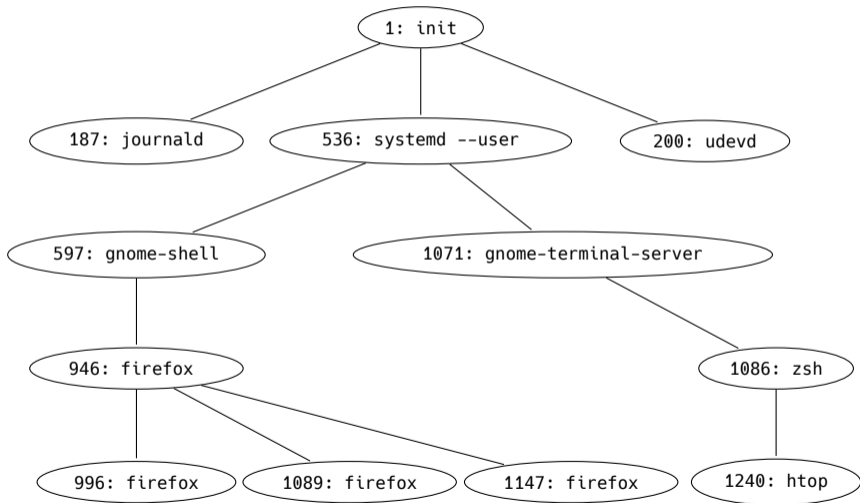 1: init
187: journald
536: systemd --user
200: udevd
597: gnome-shell
1071: gnome-terminal-server
946: firefox
1086: zsh
996: firefox
1089: firefox
1147: firefox
1240: htop